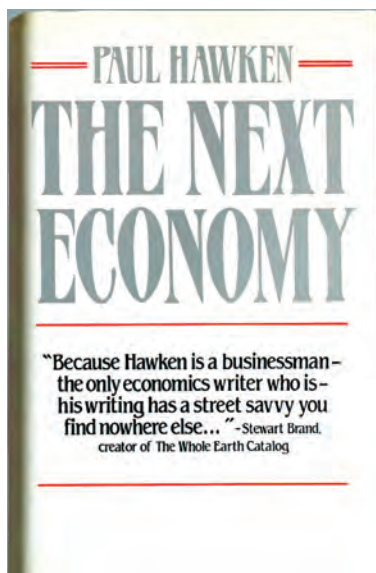 PAUL HAWKEN
THE NEXT
ECONOMY
"Because Hawken is a businessman –
the only economics writer who is –
his writing has a street savvy you
find nowhere else... "-Stewart Brand,
creator of The Whole Earth Catalog